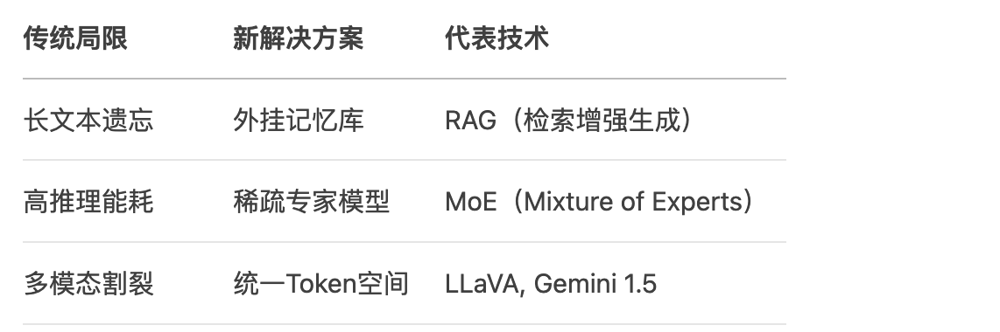 传统局限 新解决方案 代表技术
长文本遗忘 外挂记忆库 RAG（检索增强生成）
高推理能耗 稀疏专家模型 MoE（Mixture of Experts）
多模态割裂 统一Token空间 LLaVA, Gemini 1.5